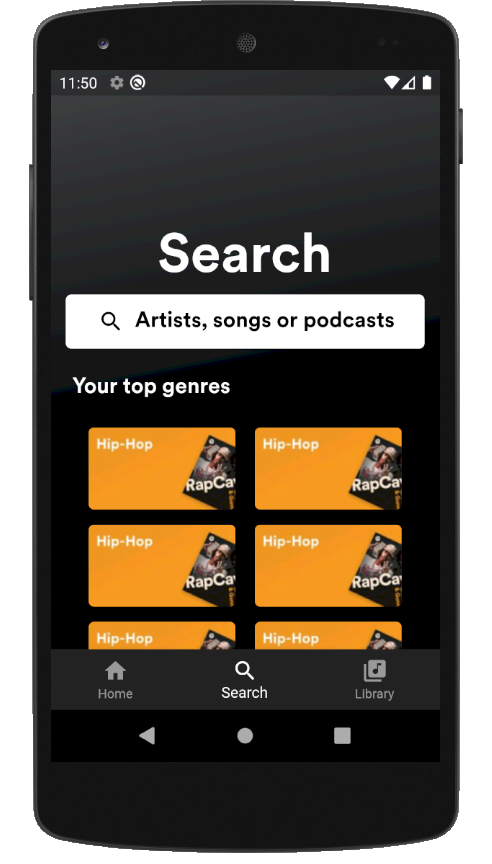 11:50
Search
Artists, songs or podcasts
Your top genres
Hip-Hop
Hip-Hop
RapCav
RapCav
Hip-Hop
Hip-Hop
RapCav
RapCav
Hip-Hop
Hip-Hop
Home
Search
Library